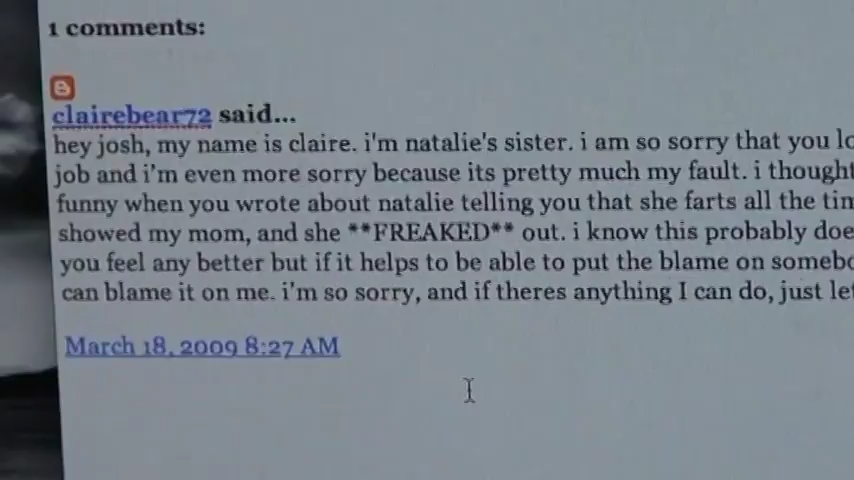 1 comments:
clairebear72 said...
hey josh, my name is claire. i'm natalie's sister. i am so sorry that you lo
job and i'm even more sorry because its pretty much my fault. i thought
funny when you wrote about natalie telling you that she farts all the tim
showed my mom, and she **FREAKED** out. i know this probably doe
you feel any better but if it helps to be able to put the blame on somebo
can blame it on me. i'm so sorry, and if theres anything I can do, just let
March 18, 2009 8:27 AM